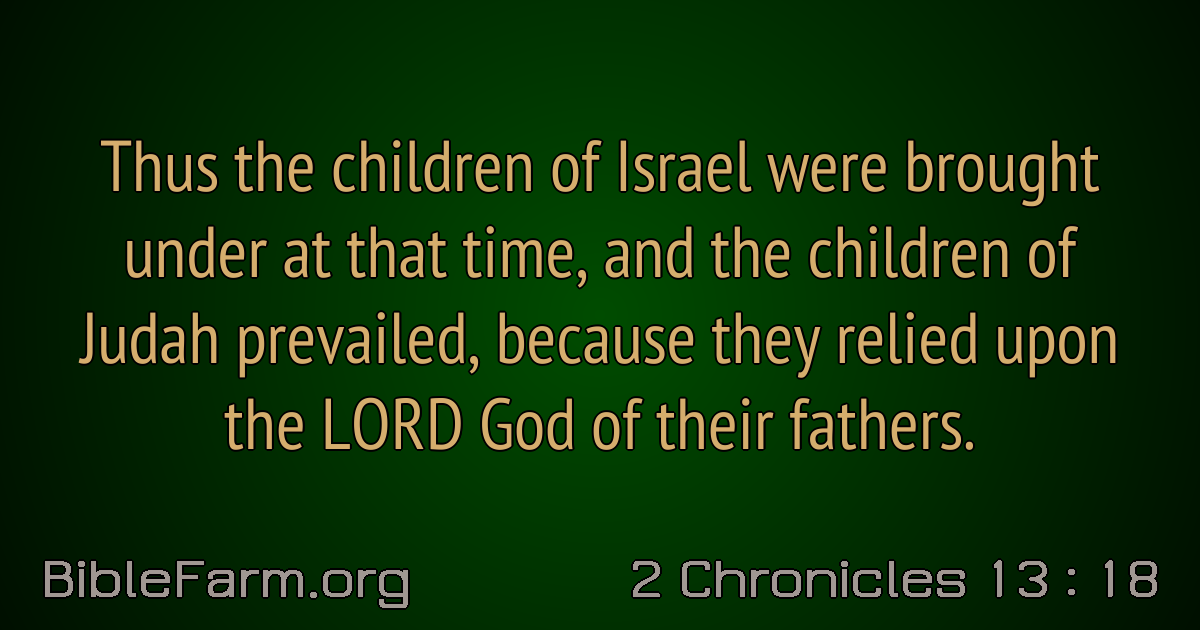 Thus the children of Israel were brought
under at that time, and the children of
Judah prevailed, because they relied upon
the LORD God of their fathers.
BibleFarm.org
2 Chronicles 13 : 18